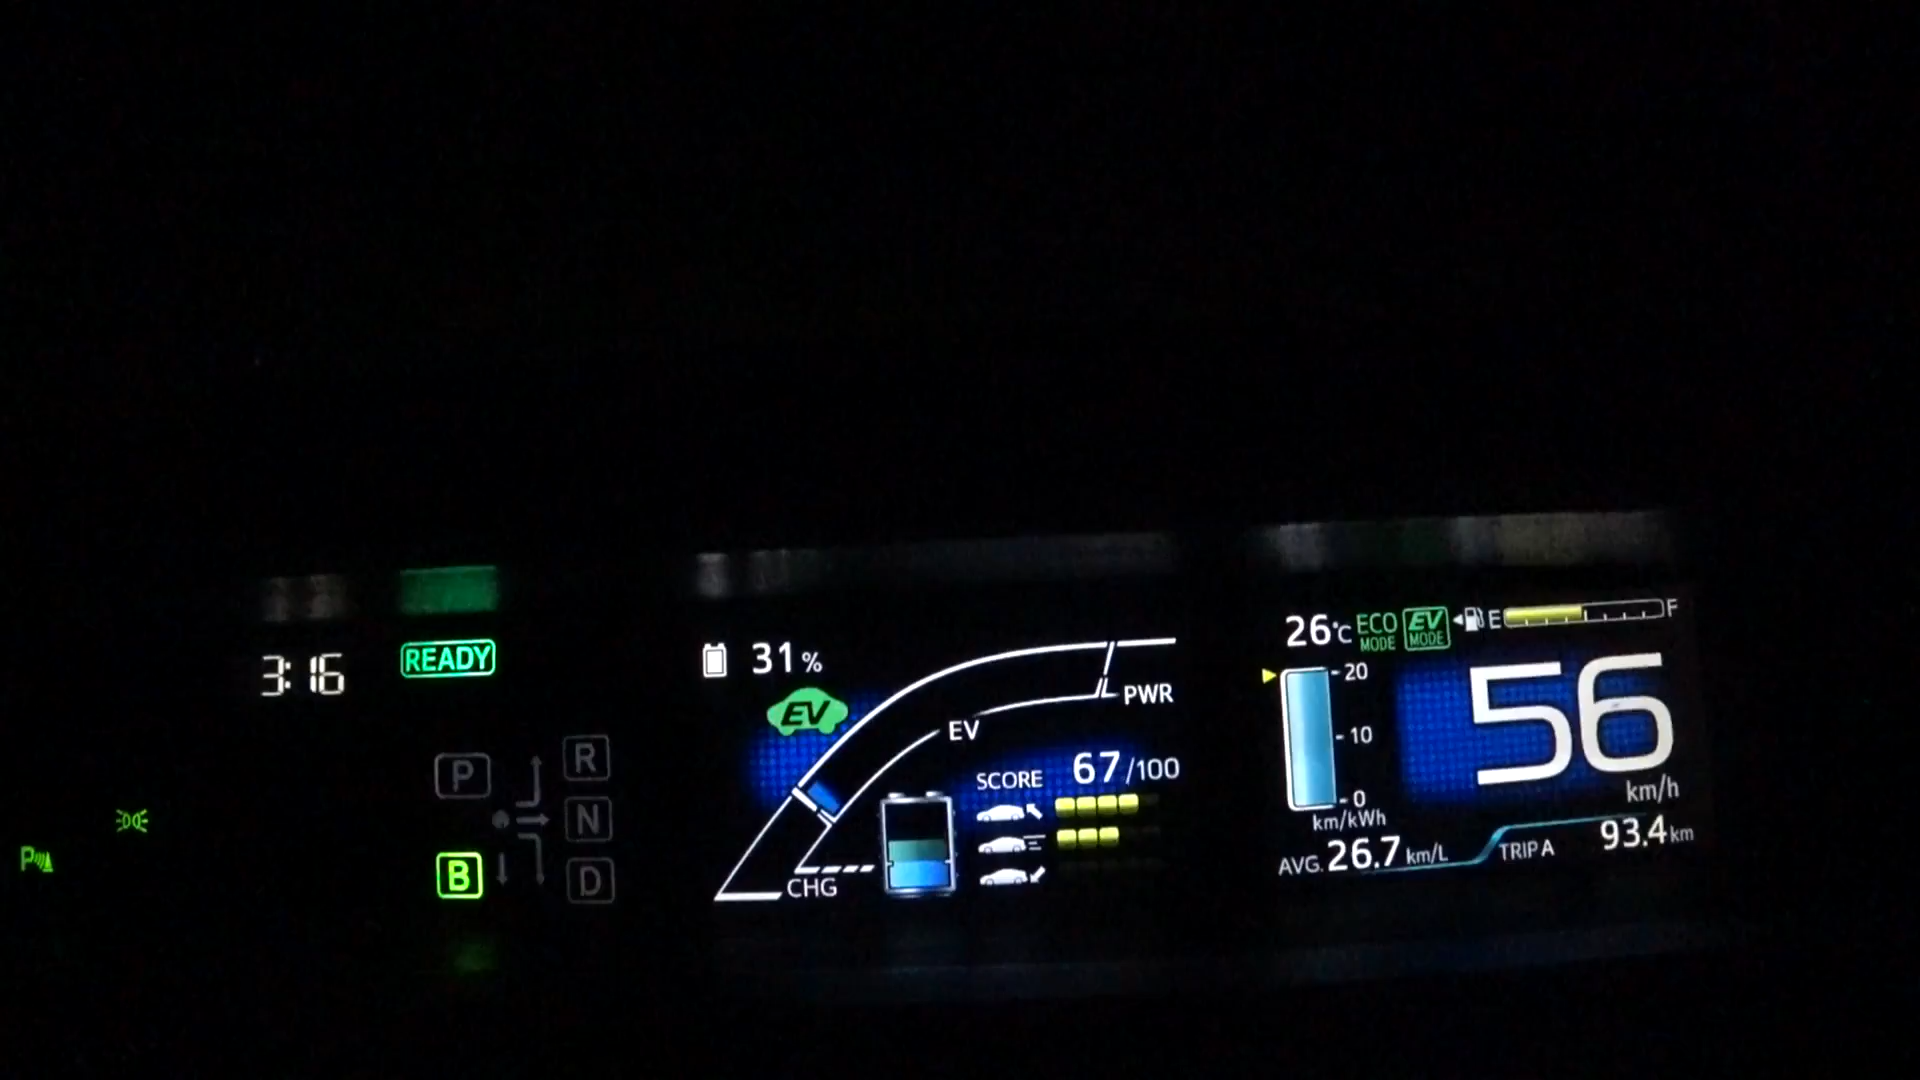 3:16
READY
P
R
N
B
D
P
31%
EV
PWR
EV
CHG
SCORE 67/100
26°C ECO MODE EV MODE E F
20
10
0
km/kWh
56
km/h
AVG. 26.7 km/L TRIP A 93.4 km